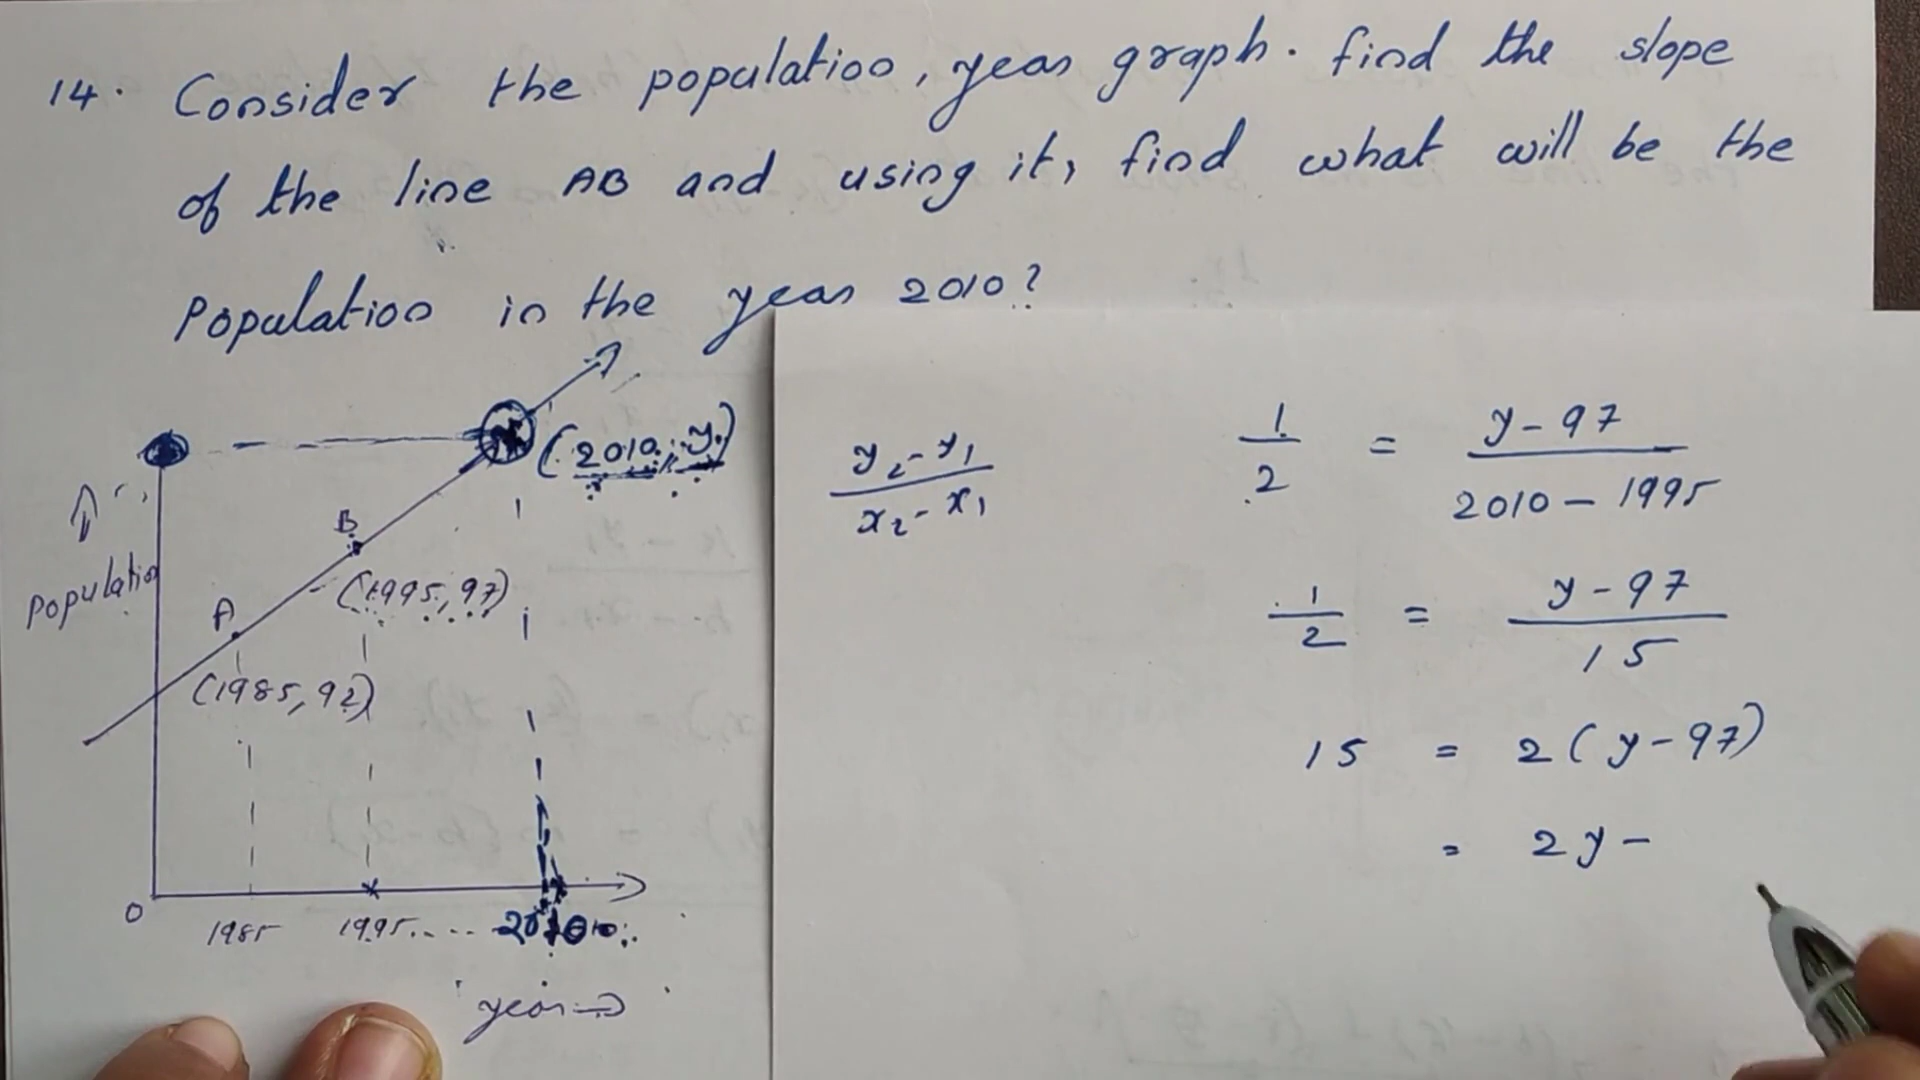 14. Consider the population, year graph. find the slope
of the line AB and using it, find what will be the
Population in the year 2010?
(2010, y)
B
Population
(1995, 97)
A
(1985, 92)
0
1985 1995.... 2010
year →
y₂ - y₁ / x₂ - x₁
1/2 = y - 97 / 2010 - 1995
1/2 = y - 97 / 15
15 = 2(y - 97)
= 2y -